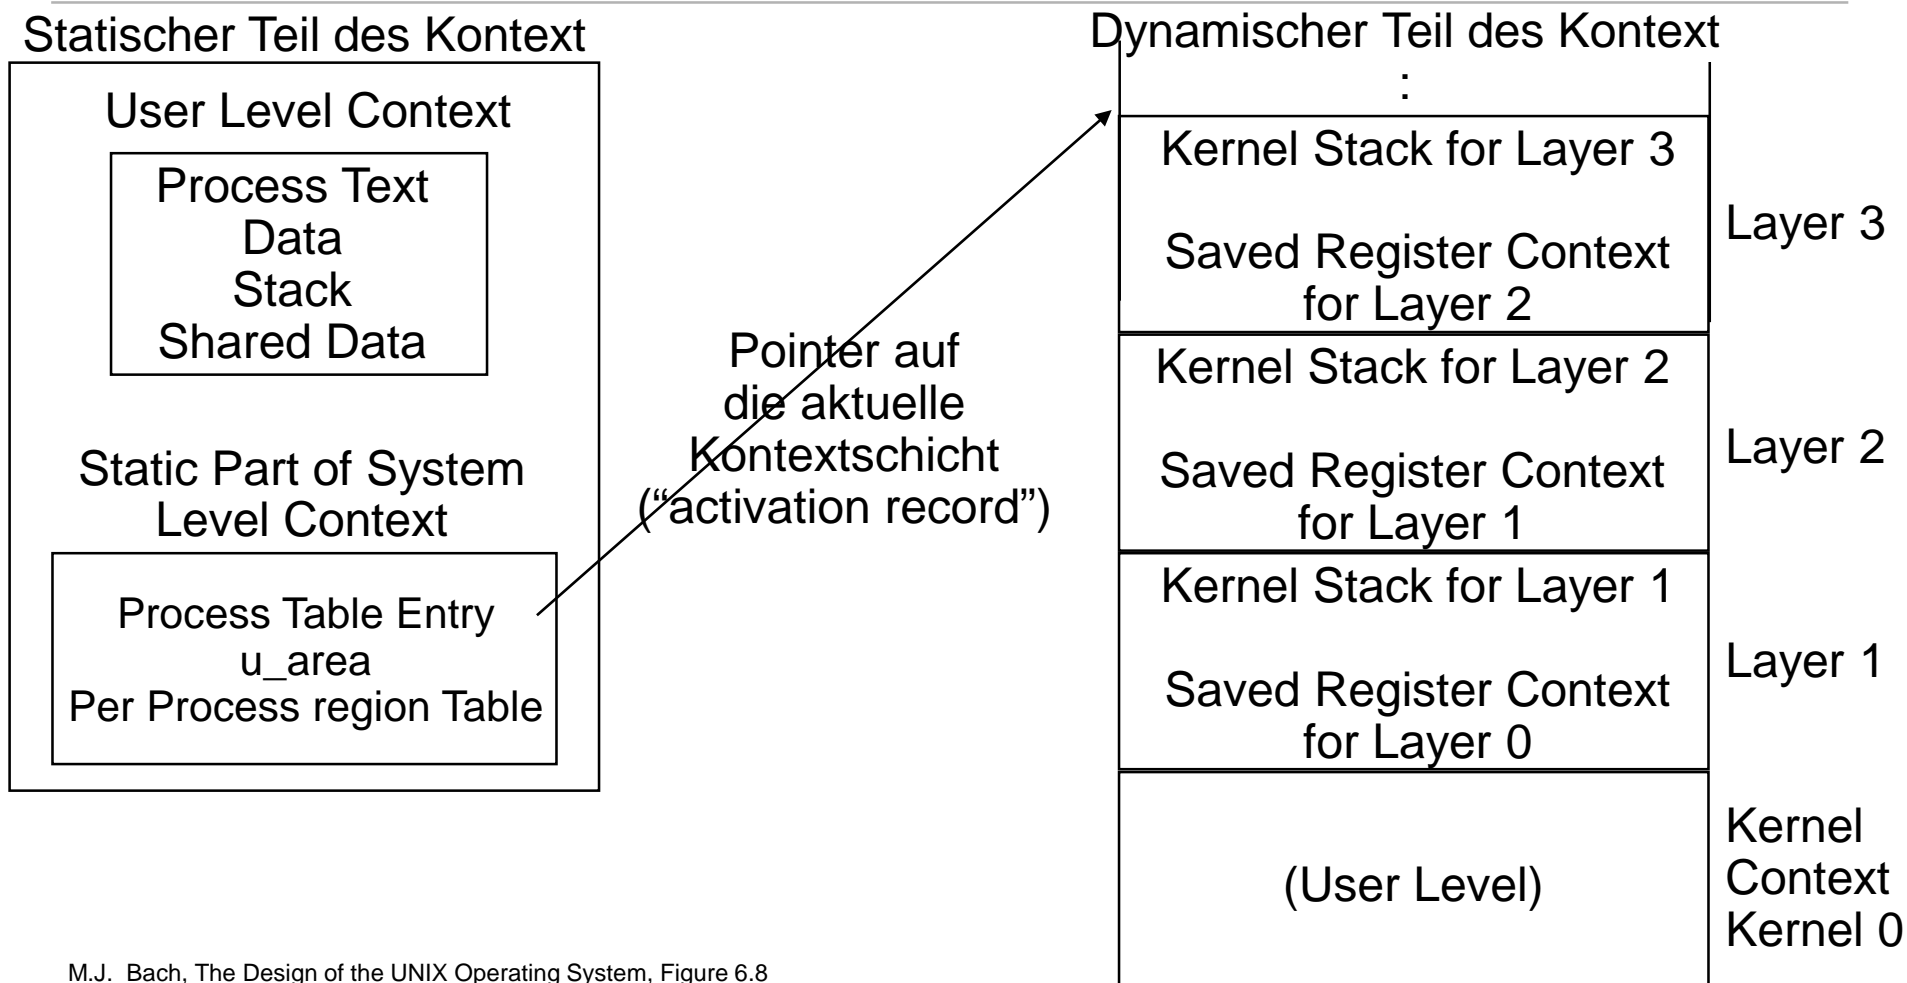 Statischer Teil des Kontext
User Level Context
Process Text
Data
Stack
Shared Data
Static Part of System
Level Context
Process Table Entry
u_area
Per Process region Table
Pointer auf
die aktuelle
Kontextschicht
(“activation record”)
Dynamischer Teil des Kontext
:
Kernel Stack for Layer 3
Saved Register Context
for Layer 2
Layer 3
Kernel Stack for Layer 2
Saved Register Context
for Layer 1
Layer 2
Kernel Stack for Layer 1
Saved Register Context
for Layer 0
Layer 1
(User Level)
Kernel
Context
Kernel 0
M.J. Bach, The Design of the UNIX Operating System, Figure 6.8